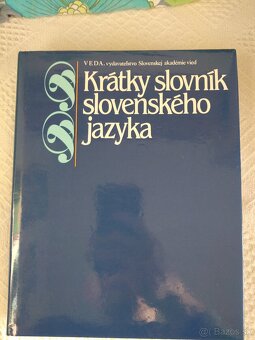 VEDA, vydavateľstvo Slovenskej akadémie vied
Krátky slovník
slovenského
jazyka